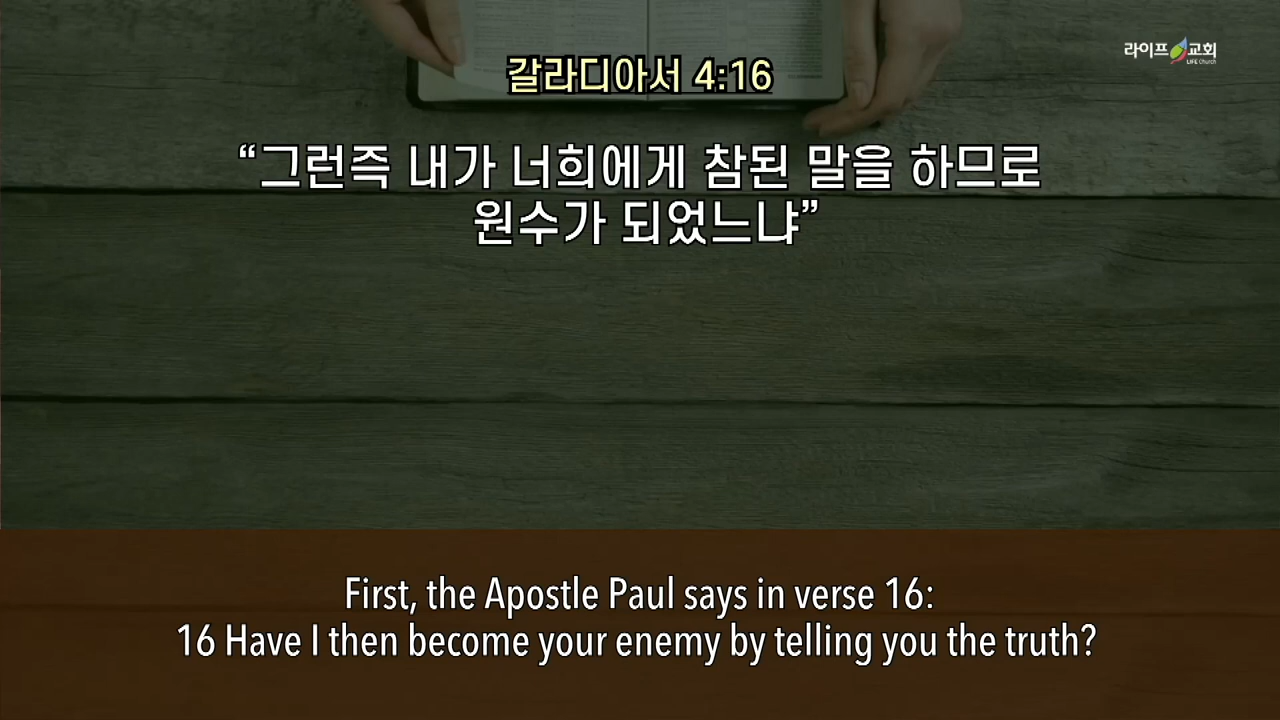 라이프 교회
LIFE Church
갈라디아서 4:16
“그런즉 내가 너희에게 참된 말을 하므로
원수가 되었느냐”
First, the Apostle Paul says in verse 16:
16 Have I then become your enemy by telling you the truth?